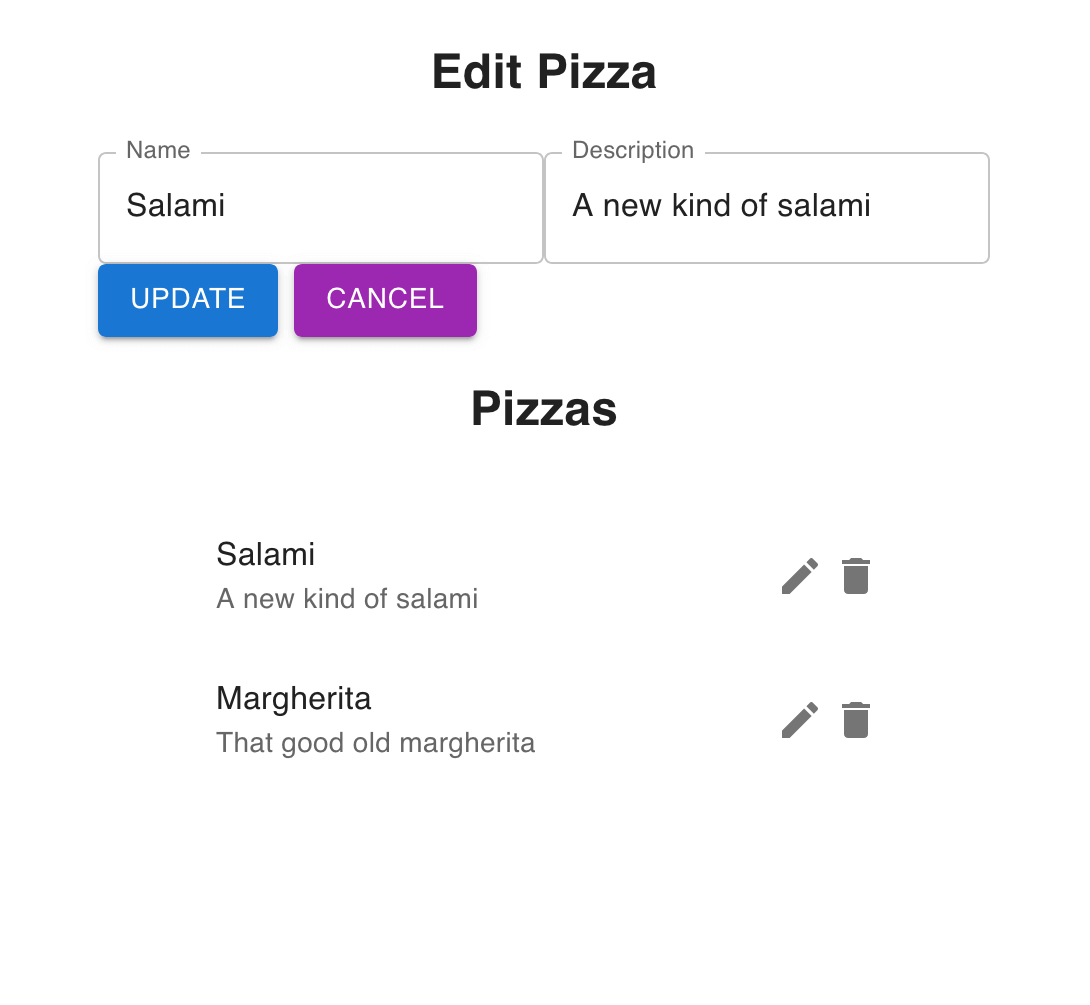 Edit Pizza
Name
Description
Salami
A new kind of salami
UPDATE
CANCEL
Pizzas
Salami
A new kind of salami
Margherita
That good old margherita